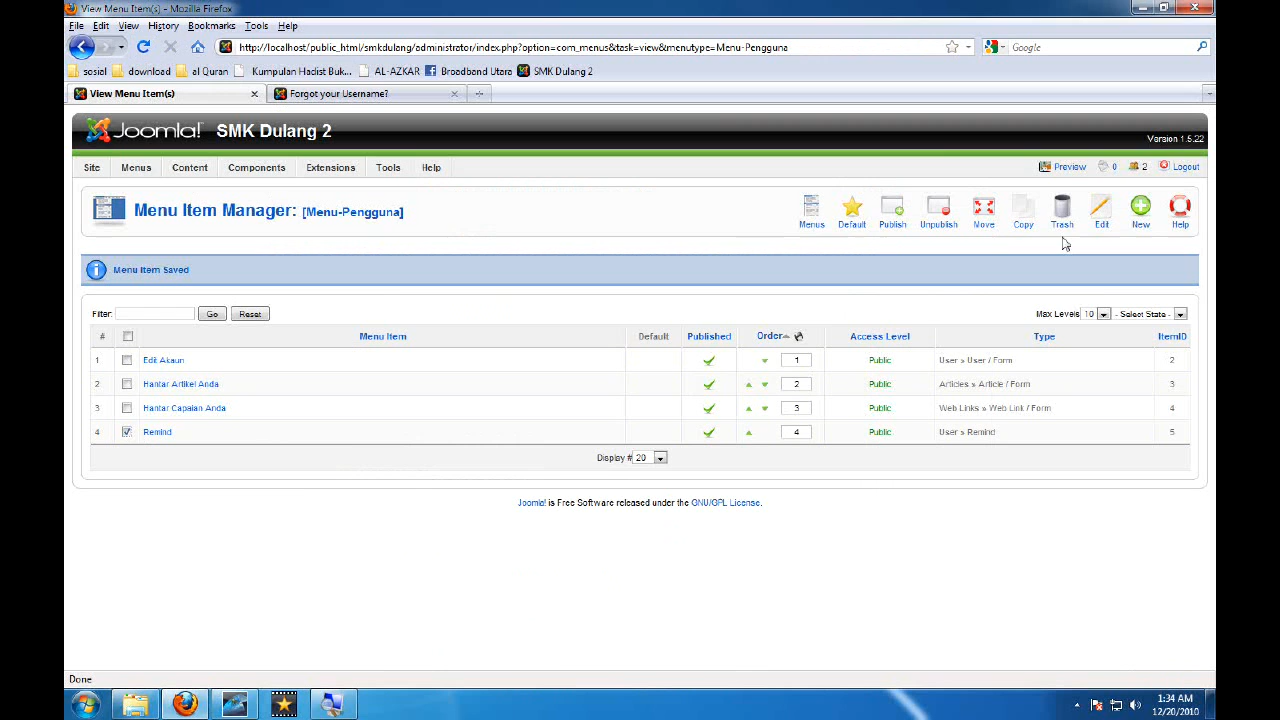 View Menu Item(s) - Mozilla Firefox
File Edit View History Bookmarks Tools Help
http://localhost/public_html/smkdulang/administrator/index.php?option=com_menus&task=view&menutype=Menu-Pengguna
Google
sosial download al Quran Kumpulan Hadist Buk... AL-AZKAR Broadband Utara SMK Dulang 2
View Menu Item(s) Forgot your Username?
Joomla! SMK Dulang 2
Version 1.5.22
Site Menus Content Components Extensions Tools Help
Preview 0 2 Logout
Menu Item Manager: [Menu-Pengguna]
Menus Default Publish Unpublish Move Copy Trash Edit New Help
Menu Item Saved
Filter: Go Reset Max Levels 10 - Select State -
# Menu Item Default Published Order Access Level Type ItemID
1 Edit Akaun 1 Public User » User / Form 2
2 Hantar Artikel Anda 2 Public Articles » Article / Form 3
3 Hantar Capaian Anda 3 Public Web Links » Web Link / Form 4
4 Remind 4 Public User » Remind 5
Display # 20
Joomla! is Free Software released under the GNU/GPL License.
Done
1:34 AM
12/20/2010